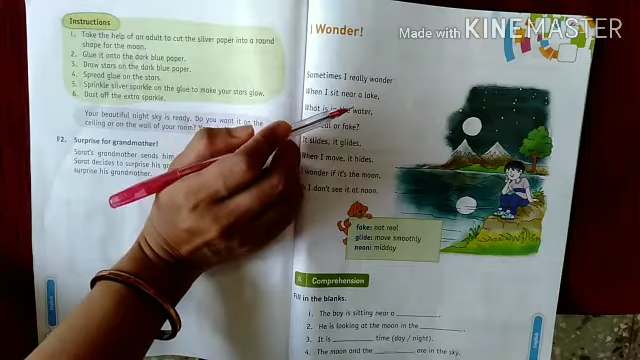 Made with KINEMASTER
Instructions
1. Take the help of an adult to cut the silver paper into a round
shape for the moon.
2. Glue it onto the dark blue paper.
3. Draw stars on the dark blue paper.
4. Spread glue on the stars.
5. Sprinkle silver sparkle on the glue to make your stars glow.
6. Dust off the extra sparkle.
Your beautiful night sky is ready. Do you want it on the
ceiling or on the wall of your room?
F2. Surprise for grandmother!
Sarat's grandmother sends him
Sarat decides to surprise his
surprise his grandmother.
English
I Wonder!
Sometimes I really wonder
When I sit near a lake,
What is in the water,
or fake?
It slides, it glides.
When I move, it hides.
I wonder if it's the moon.
I don't see it at noon.
fake: not real
glide: move smoothly
noon: midday
A Comprehension
Fill in the blanks.
1. The boy is sitting near a ________.
2. He is looking at the moon in the ________.
3. It is ________ time (day / night).
4. The moon and the ________ are in the sky.
English